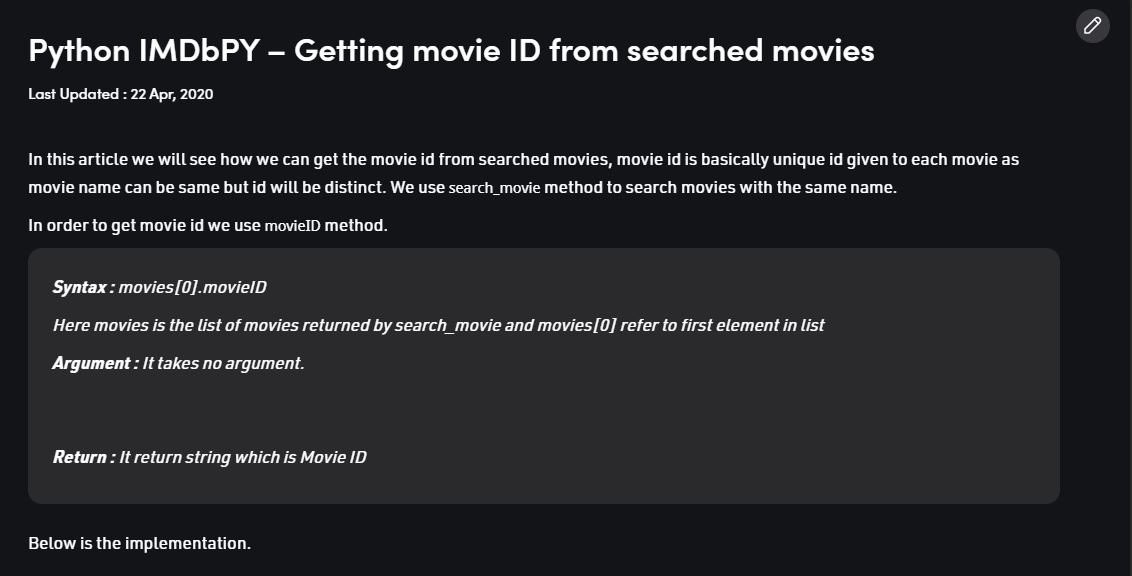 Python IMDbPY – Getting movie ID from searched movies
Last Updated : 22 Apr, 2020
In this article we will see how we can get the movie id from searched movies, movie id is basically unique id given to each movie as
movie name can be same but id will be distinct. We use search_movie method to search movies with the same name.
In order to get movie id we use movieID method.
Syntax : movies[0].movieID
Here movies is the list of movies returned by search_movie and movies[0] refer to first element in list
Argument : It takes no argument.
Return : It return string which is Movie ID
Below is the implementation.